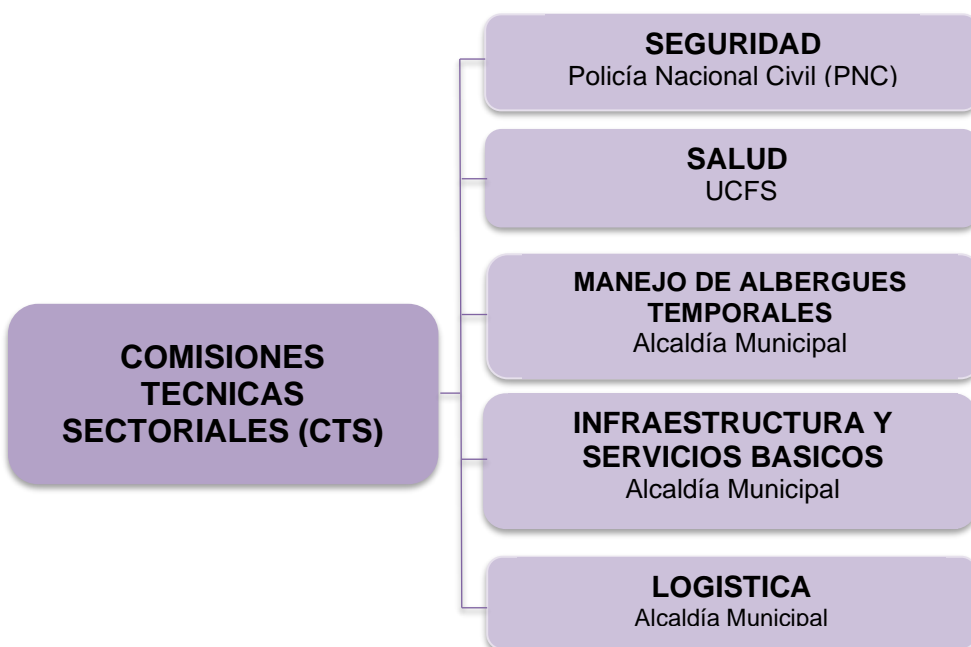 SEGURIDAD
Policía Nacional Civil (PNC)
SALUD
UCFS
MANEJO DE ALBERGUES
TEMPORALES
Alcaldía Municipal
COMISIONES
TECNICAS
SECTORIALES (CTS)
INFRAESTRUCTURA Y
SERVICIOS BASICOS
Alcaldía Municipal
LOGISTICA
Alcaldía Municipal